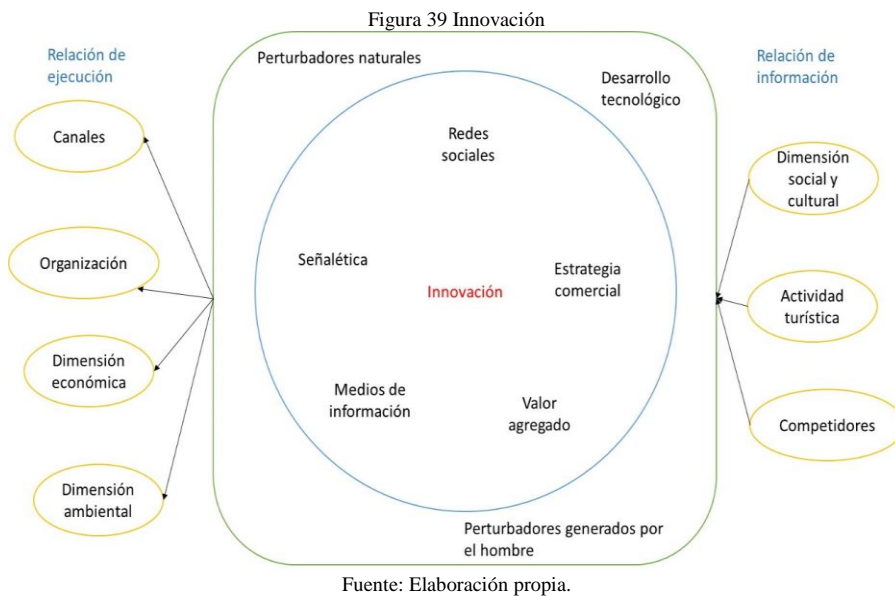 Figura 39 Innovación
Relación de
ejecución
Canales
Organización
Dimensión
económica
Dimensión
ambiental
Perturbadores naturales
Desarrollo
tecnológico
Redes
sociales
Señalética
Innovación
Estrategia
comercial
Medios de
información
Valor
agregado
Perturbadores generados por
el hombre
Relación de
información
Dimensión
social y
cultural
Actividad
turística
Competidores
Fuente: Elaboración propia.